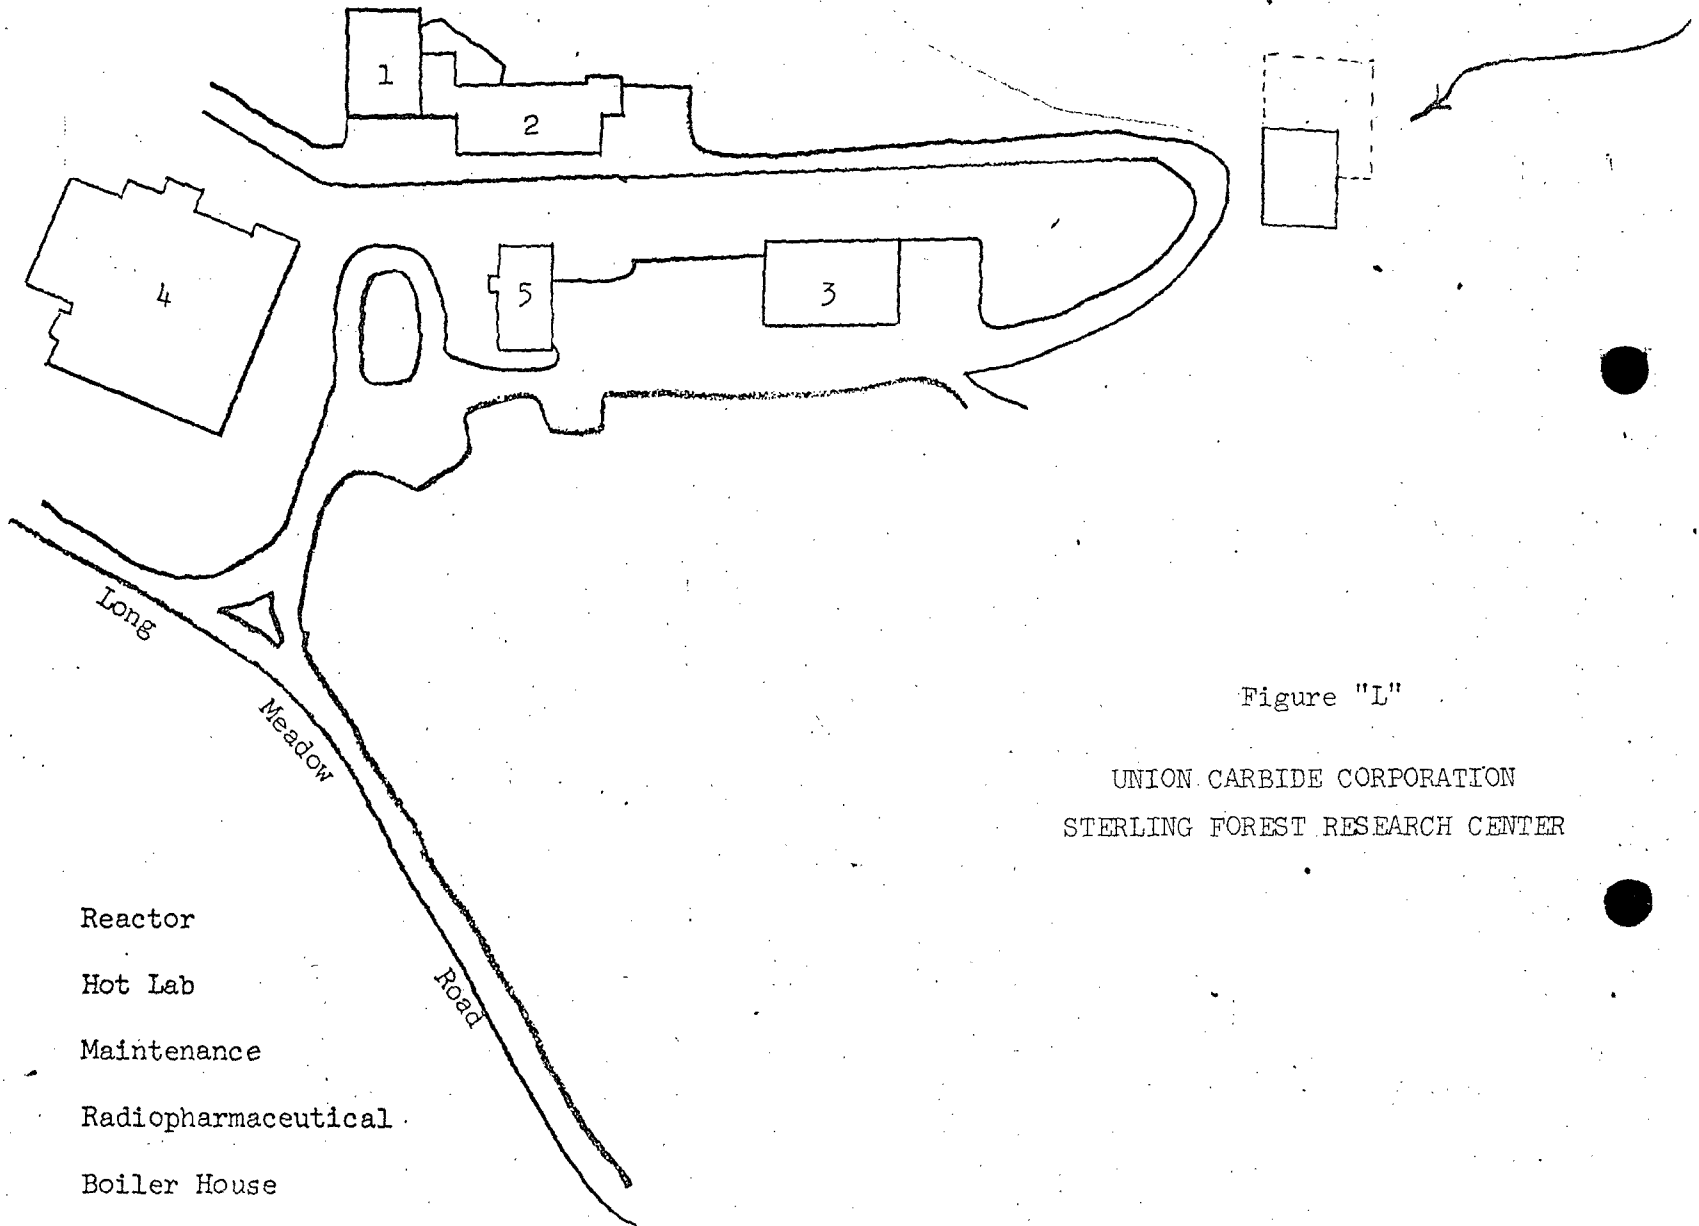 1
2
4
5
3
Long
Meadow
Road
Figure "L"
UNION CARBIDE CORPORATION
STERLING FOREST RESEARCH CENTER
Reactor
Hot Lab
Maintenance
Radiopharmaceutical
Boiler House